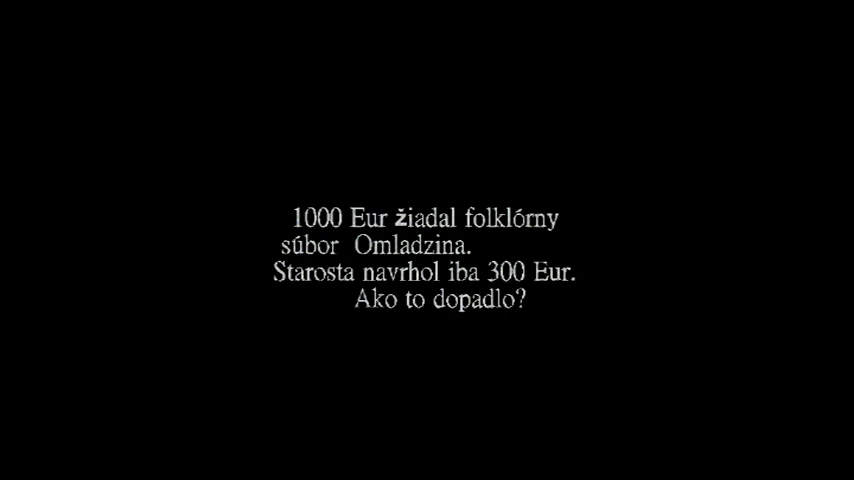 1000 Eur žiadal folklórny
súbor Omladzina.
Starosta navrhol iba 300 Eur.
Ako to dopadlo?